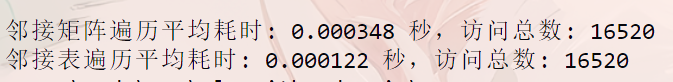 邻接矩阵遍历平均耗时: 0.000348 秒, 访问总数: 16520
邻接表遍历平均耗时: 0.000122 秒, 访问总数: 16520